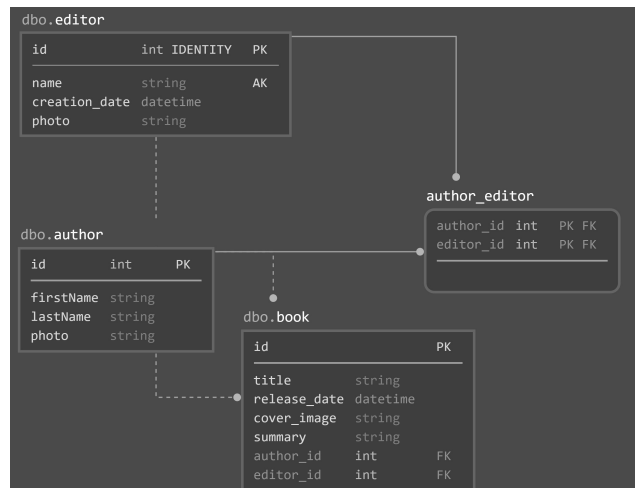 dbo.editor
id int IDENTITY PK
name string AK
creation_date datetime
photo string
author_editor
author_id int PK FK
editor_id int PK FK
dbo.author
id int PK
firstName string
lastName string
photo string
dbo.book
id PK
title string
release_date datetime
cover_image string
summary string
author_id int FK
editor_id int FK